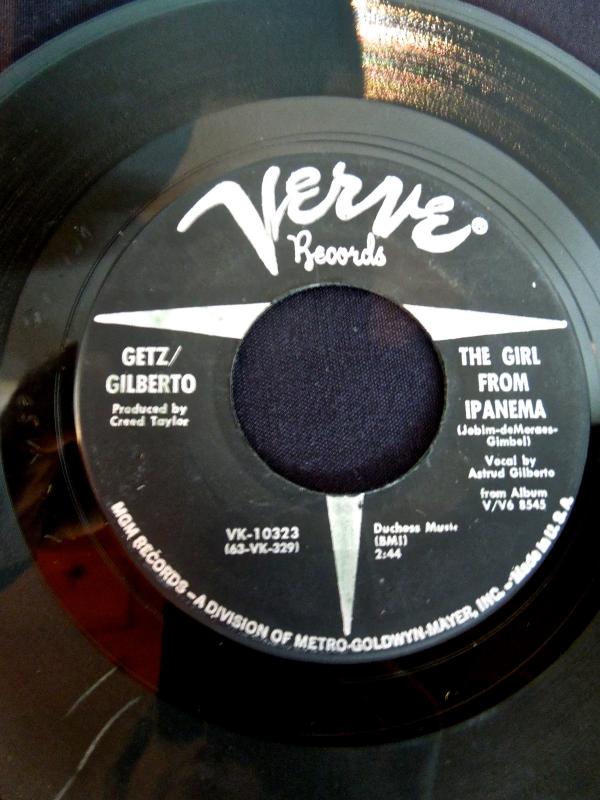 Verve®
Records
GETZ/
GILBERTO
Produced by
Creed Taylor
THE GIRL
FROM
IPANEMA
(Jobim-deMoraes-
Gimbel)
Vocal by
Astrud Gilberto
from Album
V/V6 8545
VK-10323
(63-VK-329)
Duchess Music
(BMI)
2:44
MGM RECORDS – A DIVISION OF METRO-GOLDWYN-MAYER, INC. – Made in U. S. A.